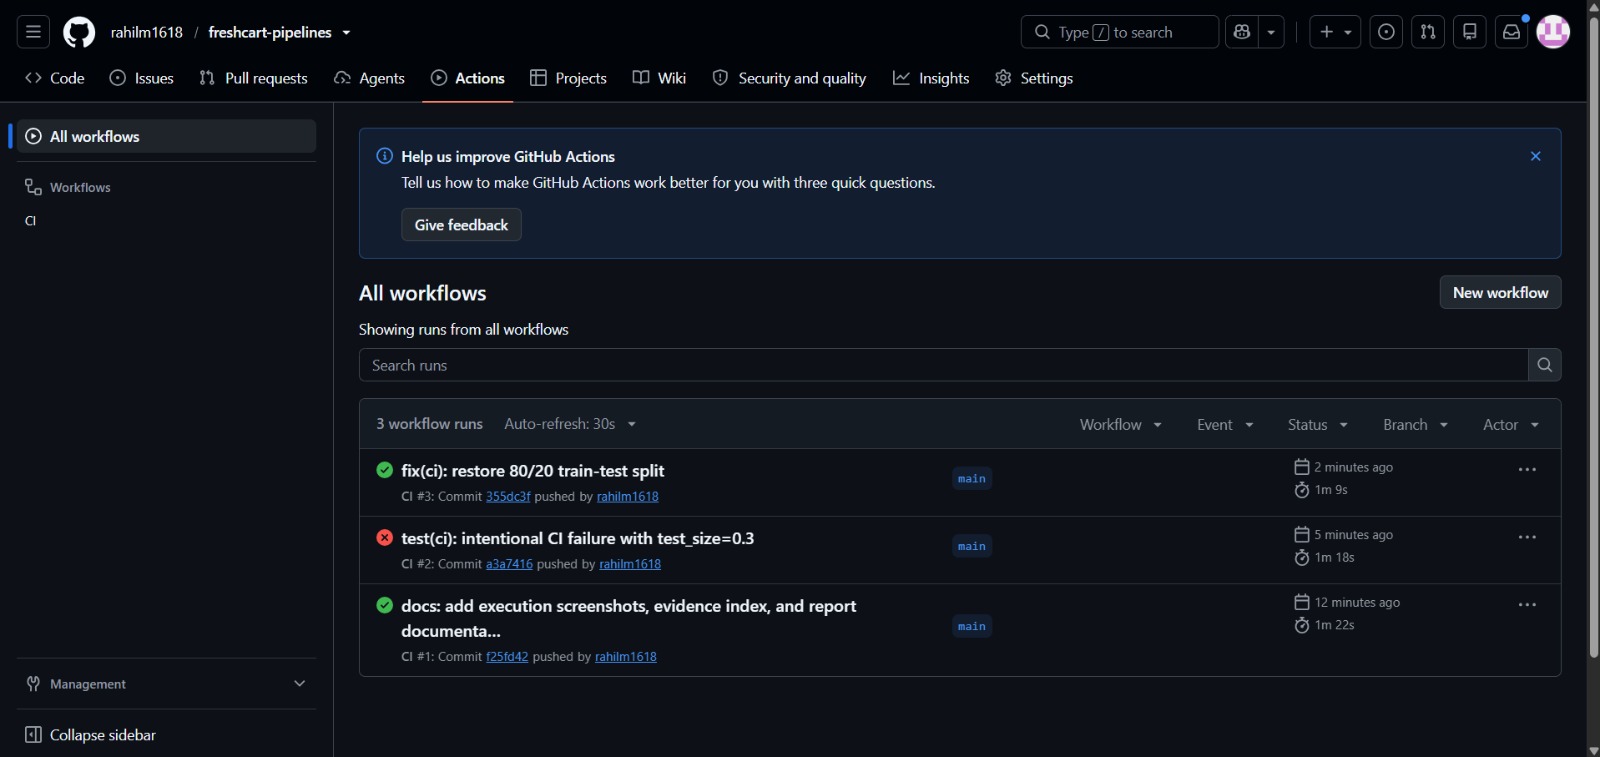 rahilm1618 / freshcart-pipelines
Type / to search
Code Issues Pull requests Agents Actions Projects Wiki Security and quality Insights Settings
All workflows
Workflows
CI
Management
Collapse sidebar
Help us improve GitHub Actions
Tell us how to make GitHub Actions work better for you with three quick questions.
Give feedback
All workflows
New workflow
Showing runs from all workflows
Search runs
3 workflow runs Auto-refresh: 30s Workflow Event Status Branch Actor
fix(ci): restore 80/20 train-test split
CI #3: Commit 355dc3f pushed by rahilm1618
main
2 minutes ago
1m 9s
test(ci): intentional CI failure with test_size=0.3
CI #2: Commit a3a7416 pushed by rahilm1618
main
5 minutes ago
1m 18s
docs: add execution screenshots, evidence index, and report
documenta...
CI #1: Commit f25fd42 pushed by rahilm1618
main
12 minutes ago
1m 22s